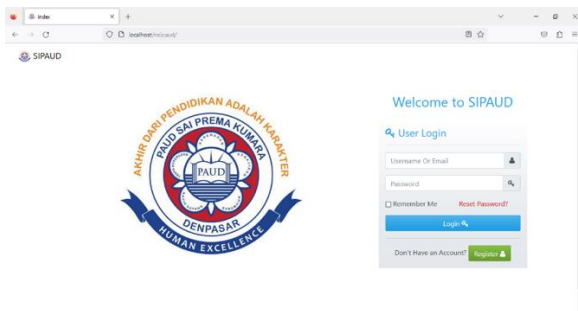 index
localhost/
SIPAUD
Welcome to SIPAUD
AKHIR DARI PENDIDIKAN ADALAH KARAKTER
PAUD SAI PREMA KUMARA
PAUD
DENPASAR
HUMAN EXCELLENCE
User Login
Username Or Email
Password
Remember Me Reset Password?
Login
Don't Have an Account? Register